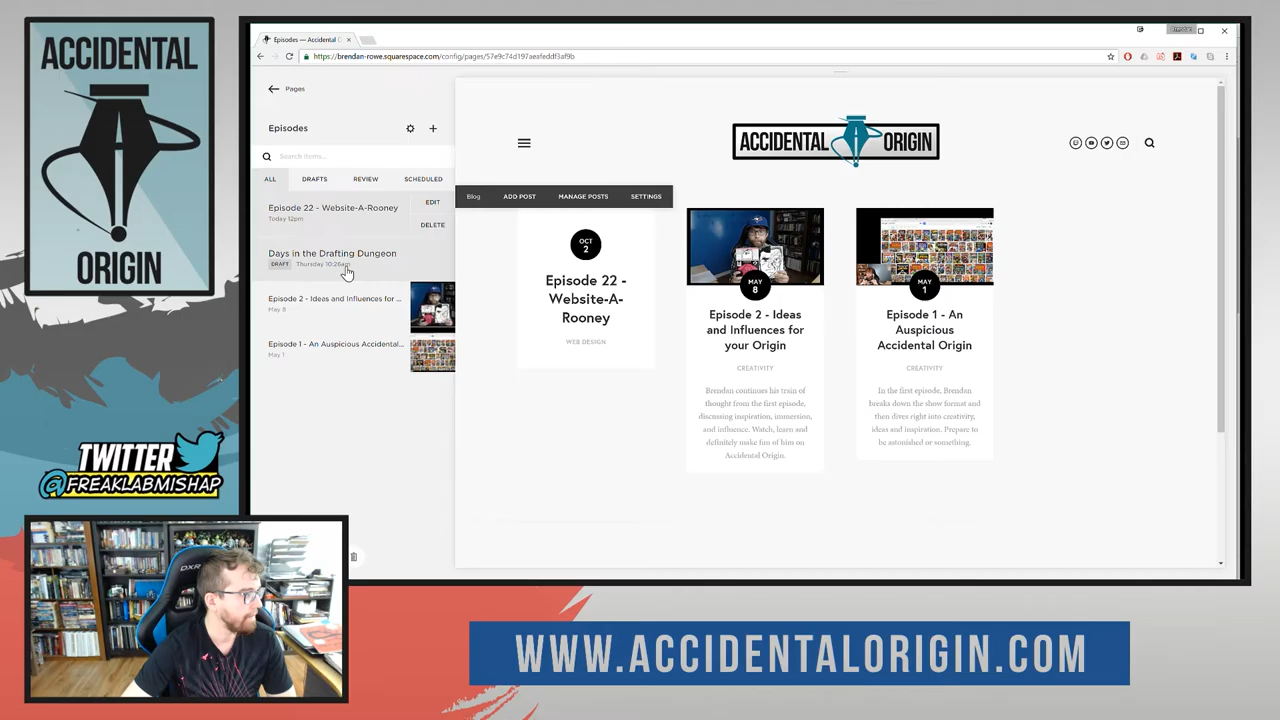 ACCIDENTAL
ORIGIN
TWITTER
@FREAKLABMISHAP
Episodes — Accidental
https://brendan-rowe.squarespace.com/config/pages/57e9c74d197aeafeddf3af9b
Pages
Episodes
Search items...
ALL
DRAFTS
REVIEW
SCHEDULED
Episode 22 - Website-A-Rooney
Today 12pm
EDIT
DELETE
Days in the Drafting Dungeon
DRAFT
Thursday 10:26am
Episode 2 - Ideas and Influences for ...
May 8
Episode 1 - An Auspicious Accidental...
May 1
ACCIDENTAL ORIGIN
Blog
ADD POST
MANAGE POSTS
SETTINGS
OCT
2
Episode 22 -
Website-A-
Rooney
WEB DESIGN
MAY
8
Episode 2 - Ideas
and Influences for
your Origin
CREATIVITY
Brendan continues his train of
thought from the first episode,
discussing inspiration, immersion,
and influence. Watch, learn and
definitely make fun of him on
Accidental Origin.
MAY
1
Episode 1 - An
Auspicious
Accidental Origin
CREATIVITY
In the first episode, Brendan
breaks down the show format and
then dives right into creativity,
ideas and inspiration. Prepare to
be astonished or something.
DXR
WWW.ACCIDENTALORIGIN.COM